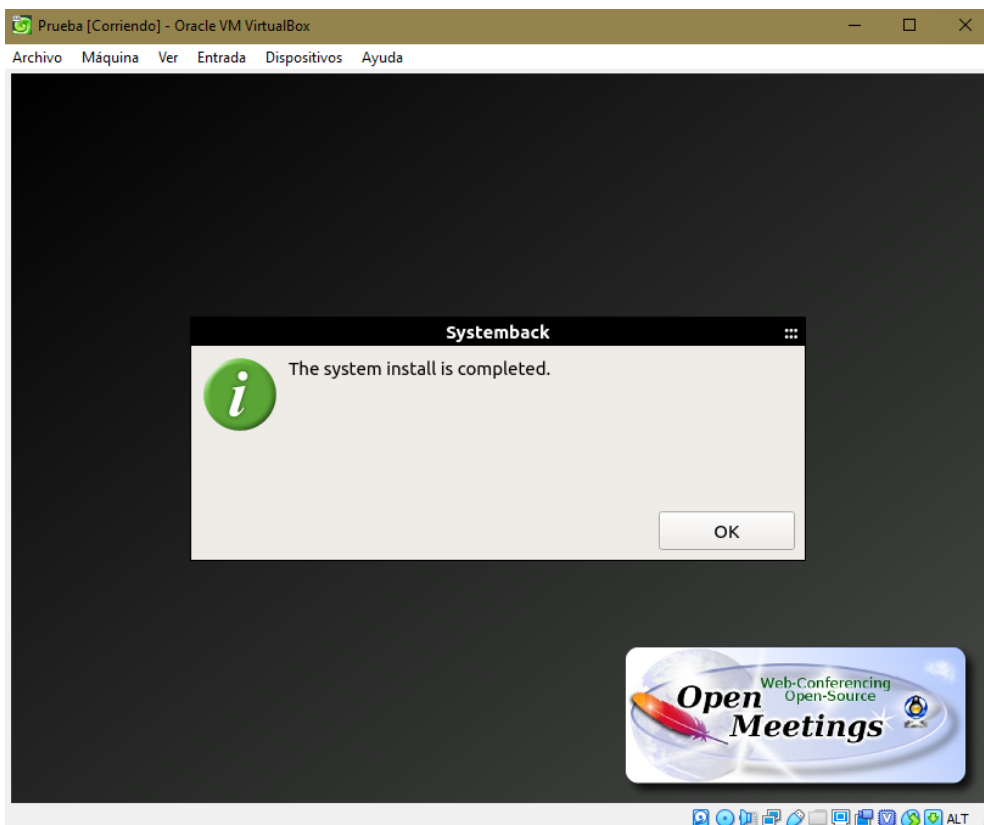 Prueba [Corriendo] - Oracle VM VirtualBox
Archivo Máquina Ver Entrada Dispositivos Ayuda
Systemback
The system install is completed.
OK
Web-Conferencing
Open-Source
Open
Meetings
ALT